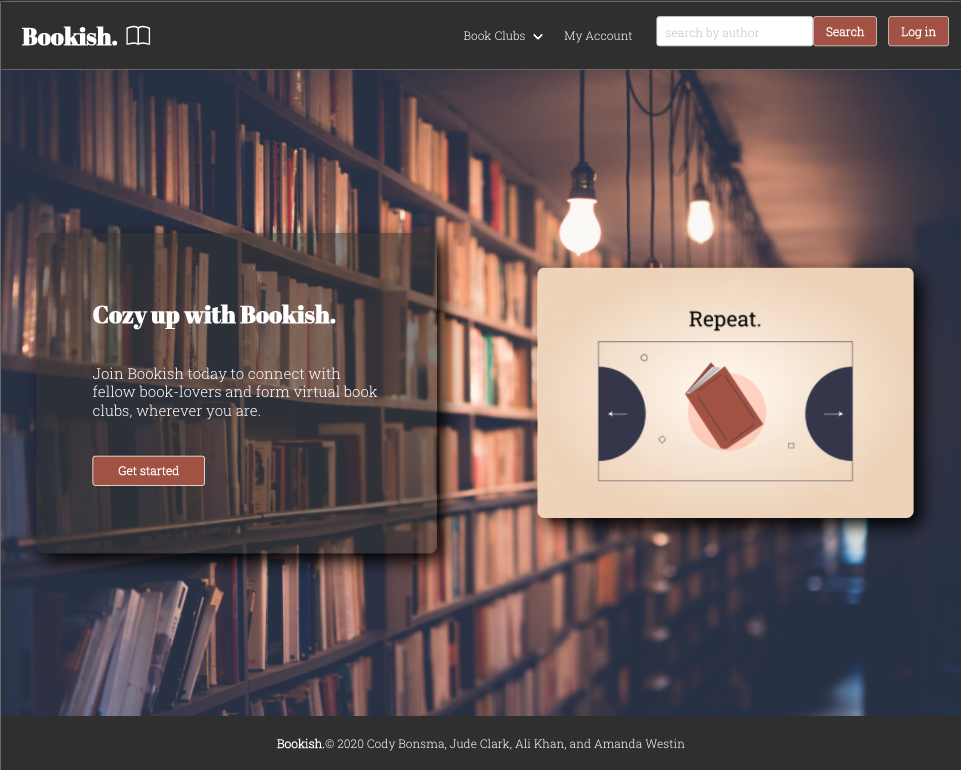 Bookish.
Book Clubs
My Account
search by author
Search
Log in
Cozy up with Bookish.
Join Bookish today to connect with
fellow book-lovers and form virtual book
clubs, wherever you are.
Get started
Repeat.
Bookish.© 2020 Cody Bonsma, Jude Clark, Ali Khan, and Amanda Westin